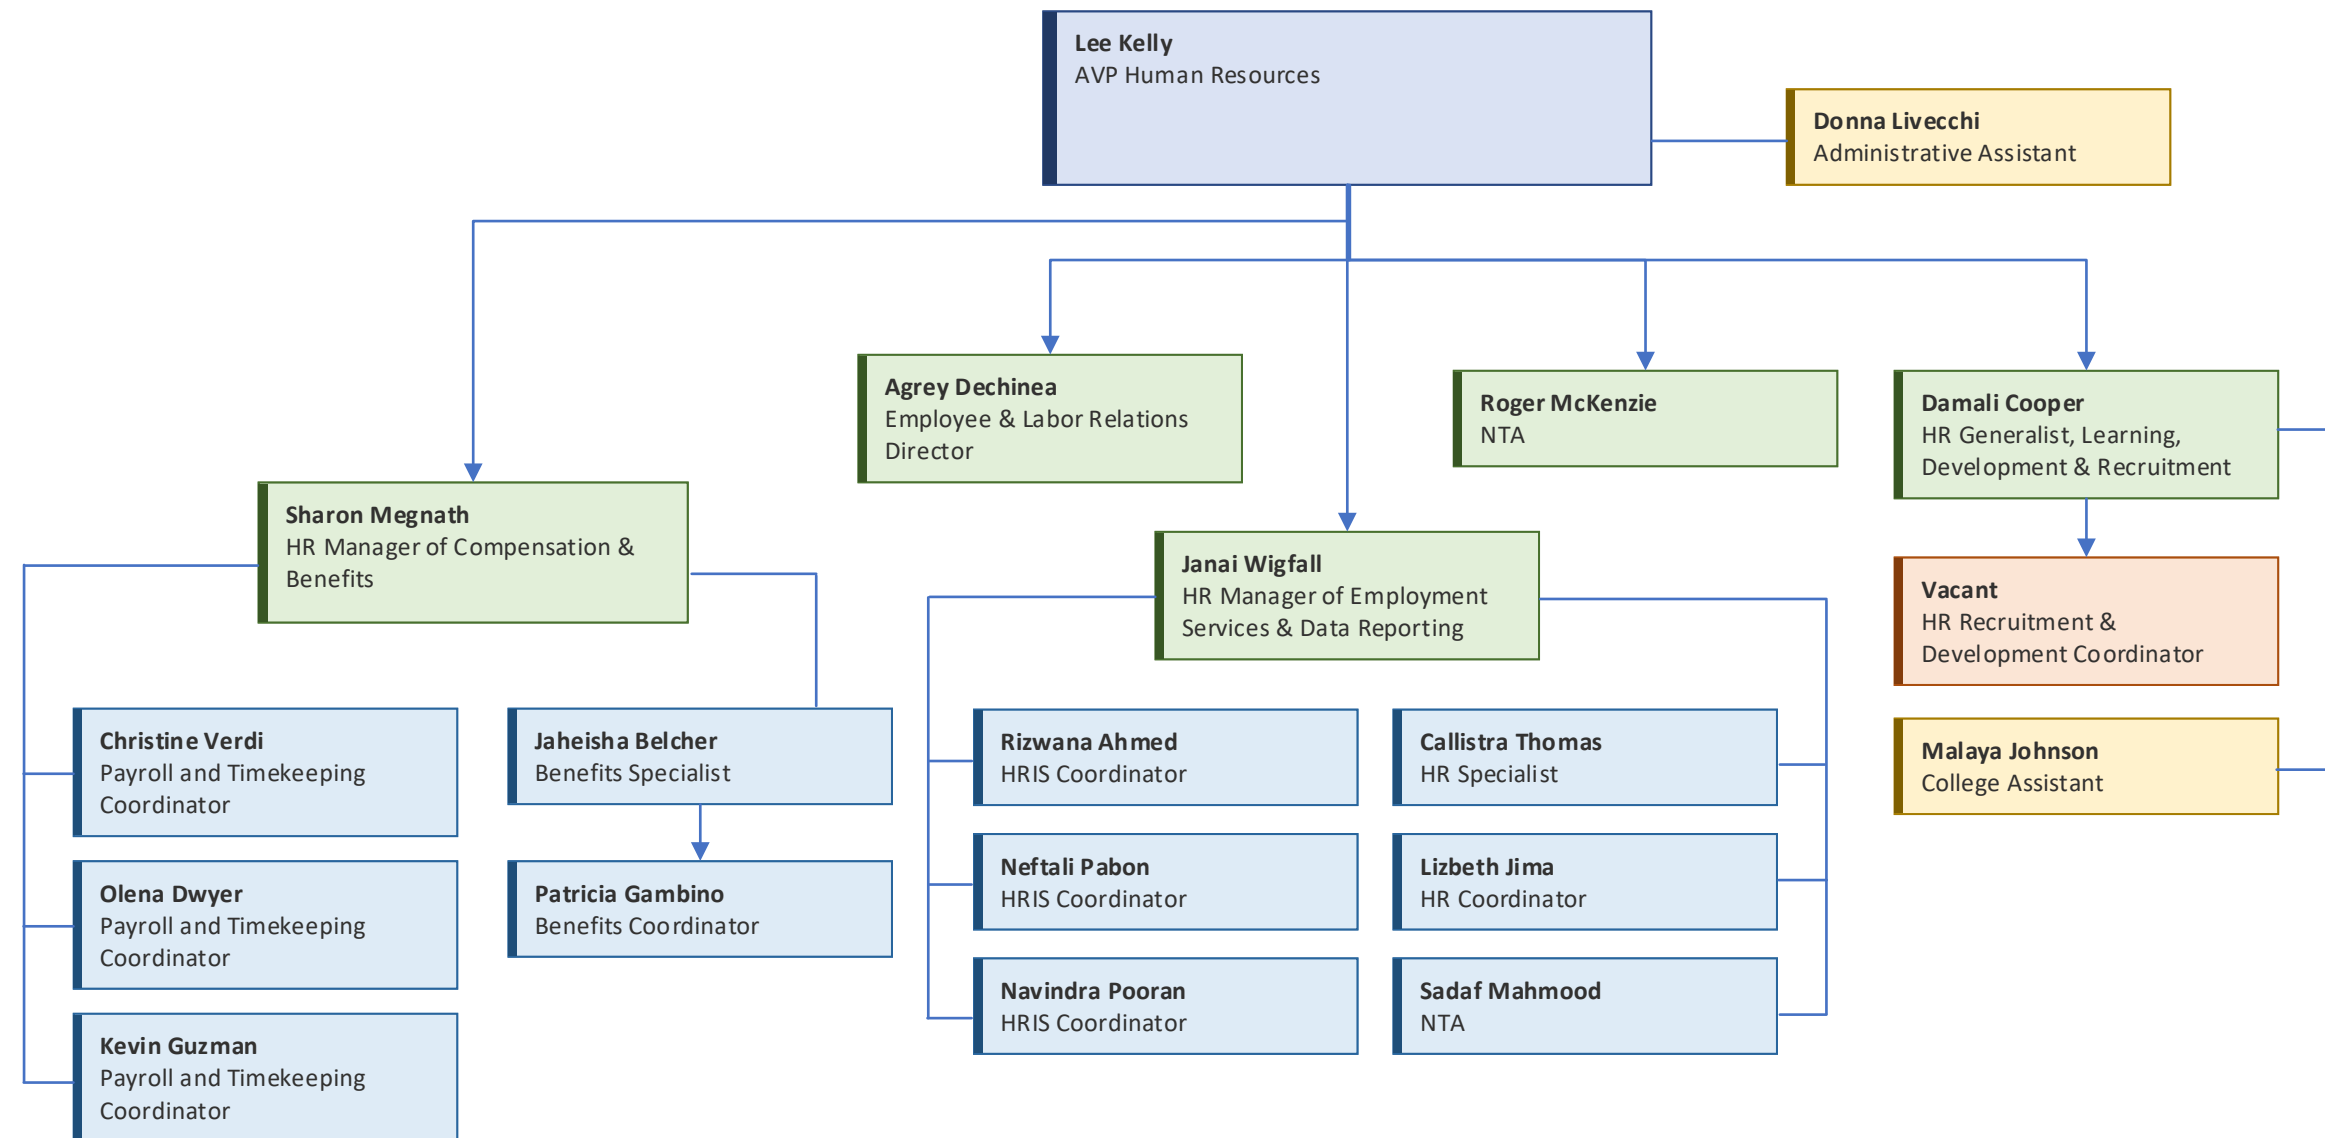 Lee Kelly
AVP Human Resources
Donna Livecchi
Administrative Assistant
Agrey Dechinea
Employee & Labor Relations
Director
Roger McKenzie
NTA
Damali Cooper
HR Generalist, Learning,
Development & Recruitment
Sharon Megnath
HR Manager of Compensation &
Benefits
Janai Wigfall
HR Manager of Employment
Services & Data Reporting
Vacant
HR Recruitment &
Development Coordinator
Christine Verdi
Payroll and Timekeeping
Coordinator
Jaheisha Belcher
Benefits Specialist
Rizwana Ahmed
HRIS Coordinator
Callistra Thomas
HR Specialist
Malaya Johnson
College Assistant
Olena Dwyer
Payroll and Timekeeping
Coordinator
Patricia Gambino
Benefits Coordinator
Neftali Pabon
HRIS Coordinator
Lizbeth Jima
HR Coordinator
Navindra Pooran
HRIS Coordinator
Sadaf Mahmood
NTA
Kevin Guzman
Payroll and Timekeeping
Coordinator